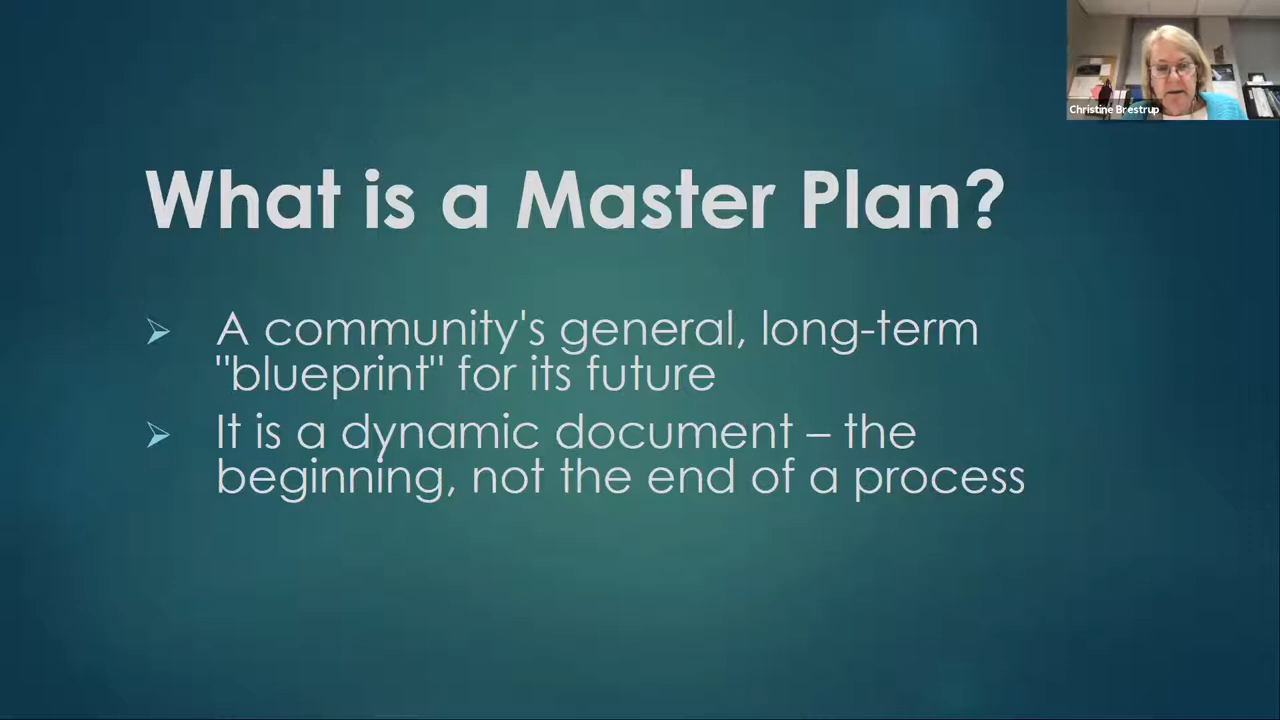 Christine Brestrup
What is a Master Plan?
A community's general, long-term
"blueprint" for its future
It is a dynamic document – the
beginning, not the end of a process